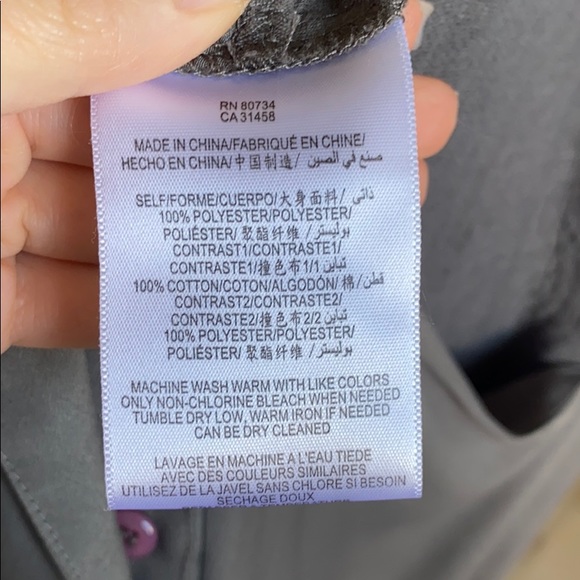 RN 80734
CA 31458
MADE IN CHINA/FABRIQUÉ EN CHINE/
HECHO EN CHINA/中国制造/ صنع في الصين/
SELF/FORME/CUERPO/大身面料/ ذاتي/
100% POLYESTER/POLYESTER/
POLIÉSTER/ 聚酯纤维 /بوليستر/
CONTRAST1/CONTRASTE1/
CONTRASTE1/撞色布1/1 تباين/
100% COTTON/COTON/ALGODÓN/ 棉/قطن/
CONTRAST2/CONTRASTE2/
CONTRASTE2/撞色布2/2 تباين/
100% POLYESTER/POLYESTER/
POLIÉSTER/ 聚酯纤维 /بوليستر/
MACHINE WASH WARM WITH LIKE COLORS
ONLY NON-CHLORINE BLEACH WHEN NEEDED
TUMBLE DRY LOW, WARM IRON IF NEEDED
CAN BE DRY CLEANED
LAVAGE EN MACHINE A L'EAU TIEDE
AVEC DES COULEURS SIMILAIRES
UTILISEZ DE LA JAVEL SANS CHLORE SI BESOIN
SECHAGE DOUX